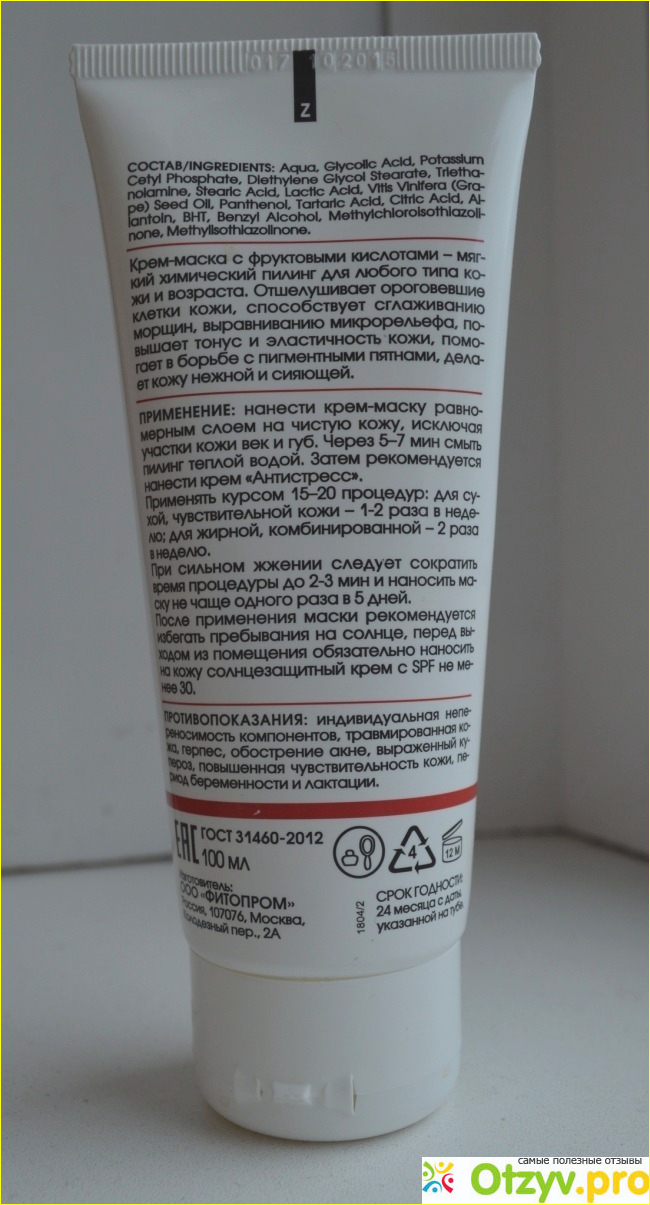 017 102015
Z
СОСТАВ/INGREDIENTS: Aqua, Glycolic Acid, Potassium
Cetyl Phosphate, Diethylene Glycol Stearate, Trietha-
nolamine, Stearic Acid, Lactic Acid, Vitis Vinifera (Gra-
pe) Seed Oil, Panthenol, Tartaric Acid, Citric Acid, Al-
lantoin, BHT, Benzyl Alcohol, Methylchloroisothiazoli-
none, Methylisothiazolinone.
Крем-маска с фруктовыми кислотами – мяг-
кий химический пилинг для любого типа ко-
жи и возраста. Отшелушивает ороговевшие
клетки кожи, способствует сглаживанию
морщин, выравниванию микрорельефа, по-
вышает тонус и эластичность кожи, помо-
гает в борьбе с пигментными пятнами, дела-
ет кожу нежной и сияющей.
ПРИМЕНЕНИЕ: нанести крем-маску равно-
мерным слоем на чистую кожу, исключая
участки кожи век и губ. Через 5–7 мин смыть
пилинг теплой водой. Затем рекомендуется
нанести крем «Антистресс».
Применять курсом 15–20 процедур: для су-
хой, чувствительной кожи – 1-2 раза в неде-
лю; для жирной, комбинированной – 2 раза
в неделю.
При сильном жжении следует сократить
время процедуры до 2-3 мин и наносить ма-
ску не чаще одного раза в 5 дней.
После применения маски рекомендуется
избегать пребывания на солнце, перед вы-
ходом из помещения обязательно наносить
на кожу солнцезащитный крем с SPF не ме-
нее 30.
ПРОТИВОПОКАЗАНИЯ: индивидуальная непе-
реносимость компонентов, травмированная ко-
жа, герпес, обострение акне, выраженный ку-
пероз, повышенная чувствительность кожи, пе-
риод беременности и лактации.
ЕАС ГОСТ 31460-2012
100 МЛ
4
12 М
Изготовитель:
ООО «ФИТОПРОМ»
Россия, 107076, Москва,
Колодезный пер., 2А
1804/2
СРОК ГОДНОСТИ:
24 месяца с даты,
указанной на тубе.
самые полезные отзывы
Otzyv.pro